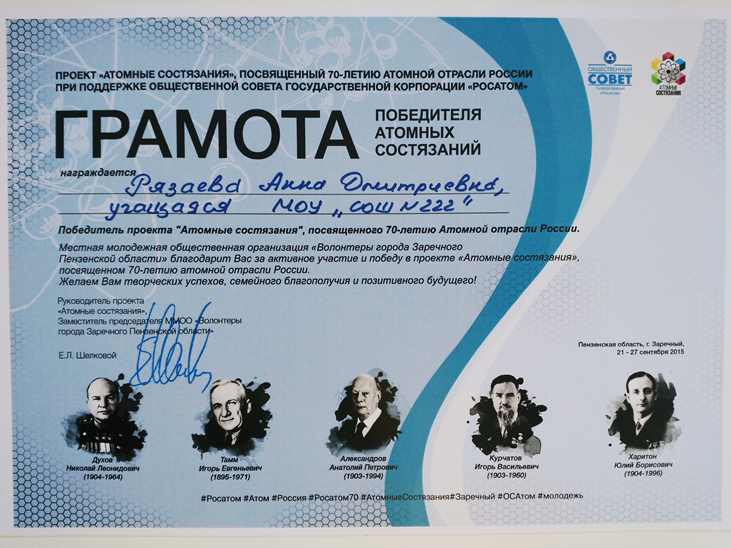 ПРОЕКТ «АТОМНЫЕ СОСТЯЗАНИЯ», ПОСВЯЩЕННЫЙ 70-ЛЕТИЮ АТОМНОЙ ОТРАСЛИ РОССИИ
ПРИ ПОДДЕРЖКЕ ОБЩЕСТВЕННОГО СОВЕТА ГОСУДАРСТВЕННОЙ КОРПОРАЦИИ «РОСАТОМ»
ОБЩЕСТВЕННЫЙ
СОВЕТ
Госкорпорации
«Росатом»
АТОМНЫЕ
СОСТЯЗАНИЯ
ГРАМОТА
ПОБЕДИТЕЛЯ
АТОМНЫХ
СОСТЯЗАНИЙ
награждается
Рязаева Анна Дмитриевна,
учащаяся МОУ „СОШ №222"
Победитель проекта "Атомные состязания", посвященного 70-летию Атомной отрасли России.
Местная молодежная общественная организация «Волонтеры города Заречного
Пензенской области» благодарит Вас за активное участие и победу в проекте «Атомные состязания»,
посвященном 70-летию атомной отрасли России.
Желаем Вам творческих успехов, семейного благополучия и позитивного будущего!
Руководитель проекта
«Атомные состязания»,
Заместитель председателя ММОО «Волонтеры
города Заречного Пензенской области»
Е.Л. Шелковой
Пензенская область, г. Заречный,
21 - 27 сентября 2015
Духов
Николай Леонидович
(1904-1964)
Тамм
Игорь Евгеньевич
(1895-1971)
Александров
Анатолий Петрович
(1903-1994)
Курчатов
Игорь Васильевич
(1903-1960)
Харитон
Юлий Борисович
(1904-1996)
#Росатом #Атом #Россия #Росатом70 #АтомныеСостязания#Заречный #ОСАтом #молодежь